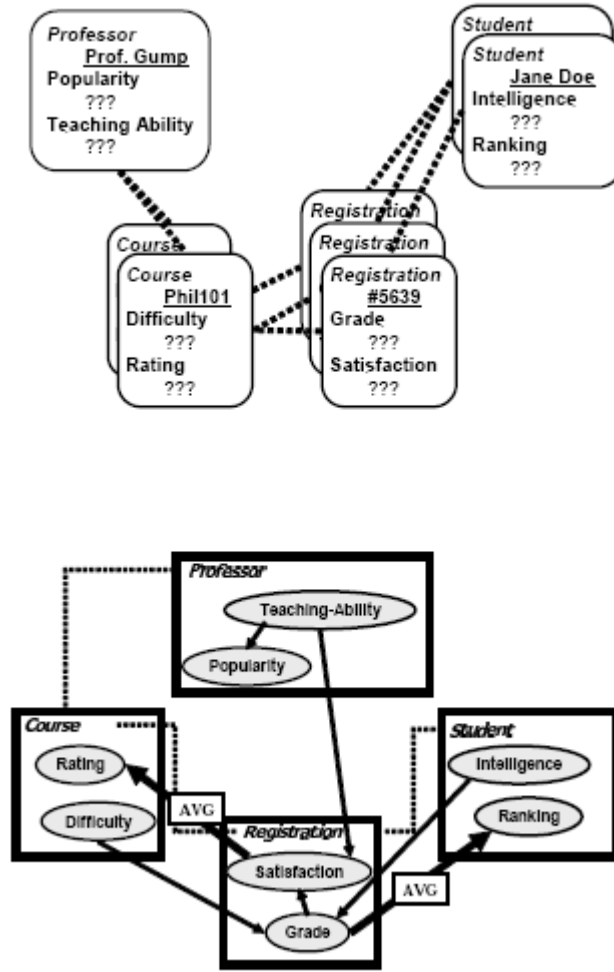 Professor
Prof. Gump
Popularity
???
Teaching Ability
???
Student
Student
Jane Doe
Intelligence
???
Ranking
???
Course
Course
Phil101
Difficulty
???
Rating
???
Registration
Registration
Registration
#5639
Grade
???
Satisfaction
???
Professor
Teaching-Ability
Popularity
Course
Rating
Difficulty
AVG
Registration
Satisfaction
Grade
Student
Intelligence
Ranking
AVG